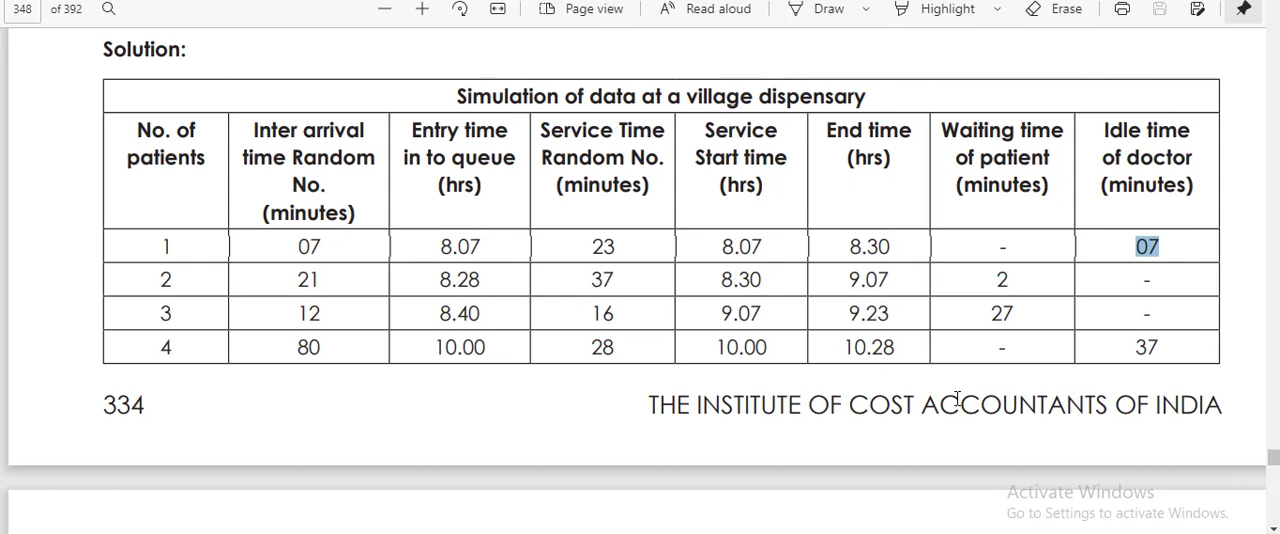 348 of 392 Page view Read aloud Draw Highlight Erase
Solution:
Simulation of data at a village dispensary
No. of patients Inter arrival time Random No. (minutes) Entry time in to queue (hrs) Service Time Random No. (minutes) Service Start time (hrs) End time (hrs) Waiting time of patient (minutes) Idle time of doctor (minutes)
1 07 8.07 23 8.07 8.30 - 07
2 21 8.28 37 8.30 9.07 2 -
3 12 8.40 16 9.07 9.23 27 -
4 80 10.00 28 10.00 10.28 - 37
334 THE INSTITUTE OF COST ACCOUNTANTS OF INDIA
Activate Windows
Go to Settings to activate Windows.